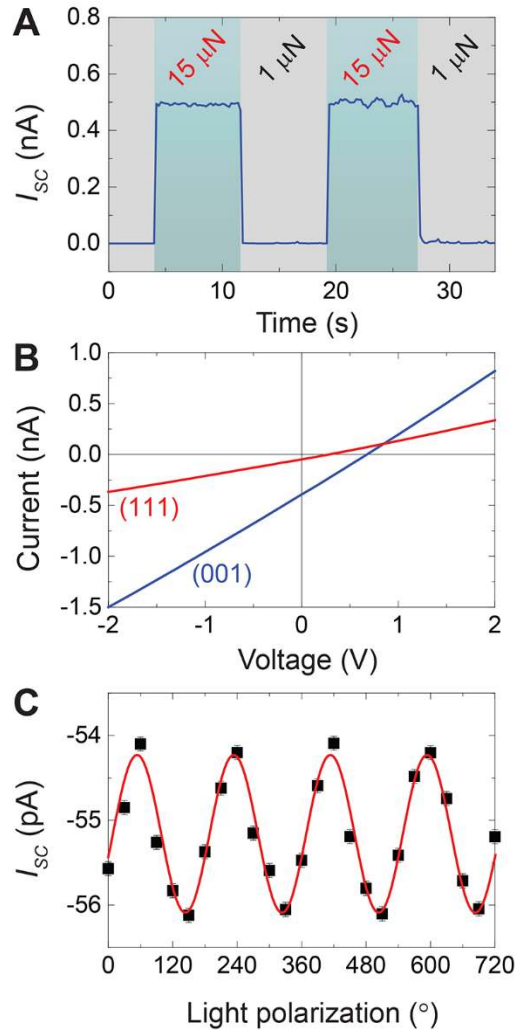 A
0.8
0.6
0.4
0.2
0.0
I_SC (nA)
15 μN
1 μN
15 μN
1 μN
0 10 20 30
Time (s)
B
1.0
0.5
0.0
-0.5
-1.0
-1.5
Current (nA)
(111)
(001)
-2 -1 0 1 2
Voltage (V)
C
-54
-55
-56
I_SC (pA)
0 120 240 360 480 600 720
Light polarization (°)